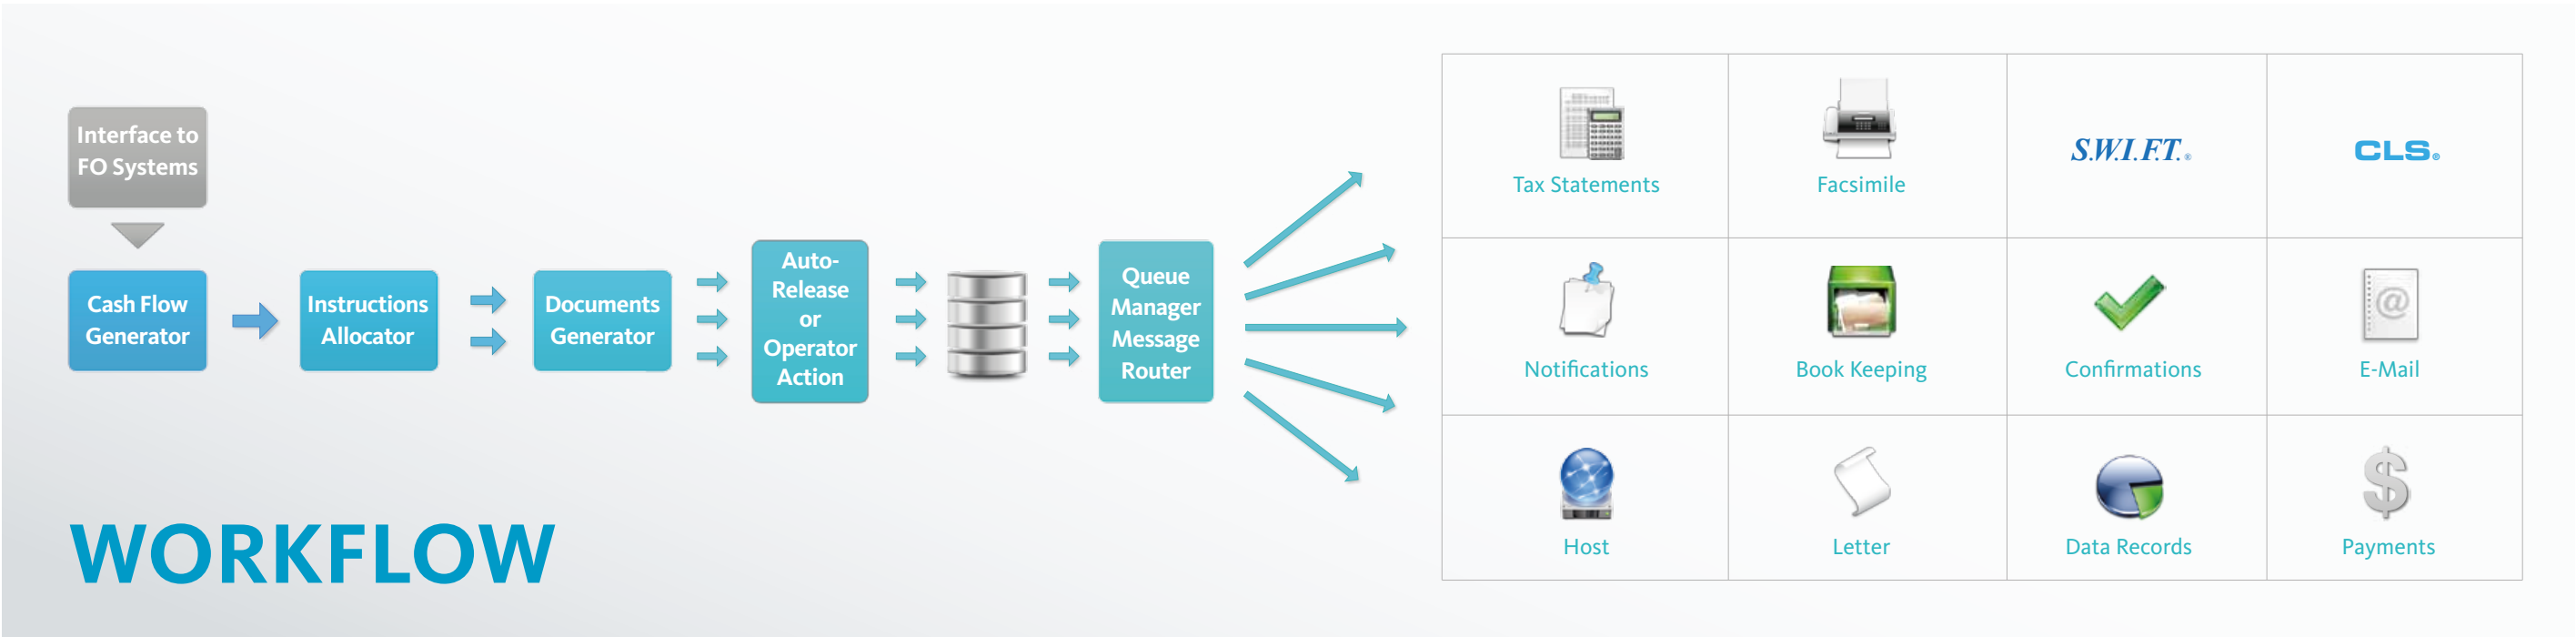 Interface to
FO Systems
Cash Flow
Generator
Instructions
Allocator
Documents
Generator
Auto-
Release
or
Operator
Action
Queue
Manager
Message
Router
WORKFLOW
Tax Statements
Facsimile
S.W.I.F.T.®
CLS®
Notifications
Book Keeping
Confirmations
@
E-Mail
Host
Letter
Data Records
$
Payments